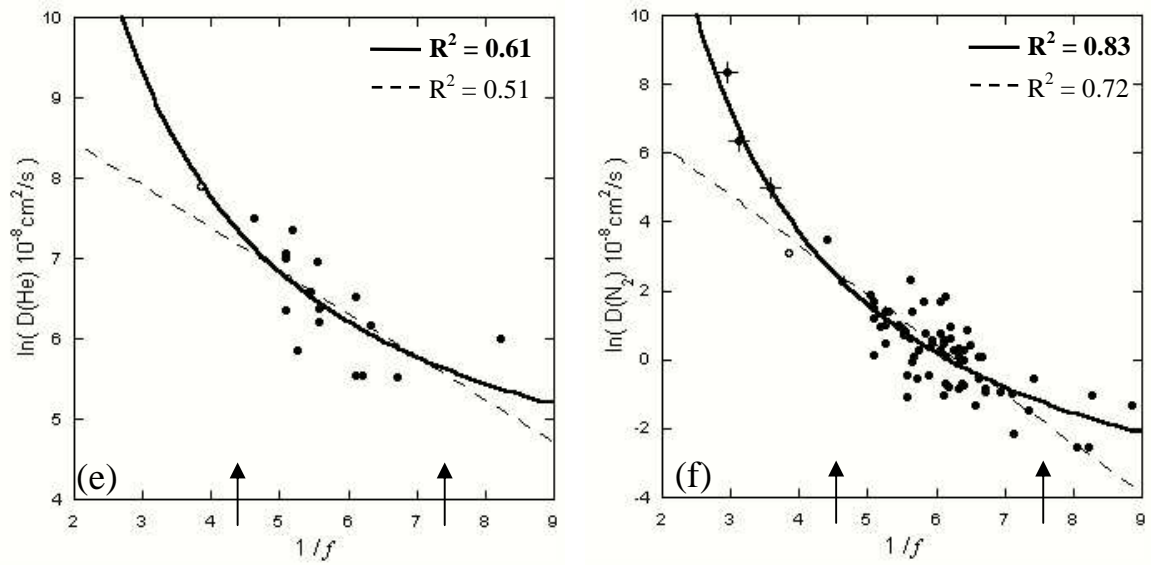 10
9
8
7
6
5
4
2 3 4 5 6 7 8 9
ln( D(He) 10⁻⁸cm²/s)
1 / f
R² = 0.61
R² = 0.51
(e)
10
8
6
4
2
0
-2
-4
2 3 4 5 6 7 8 9
ln( D(N₂) 10⁻⁸cm²/s)
1 / f
R² = 0.83
R² = 0.72
(f)